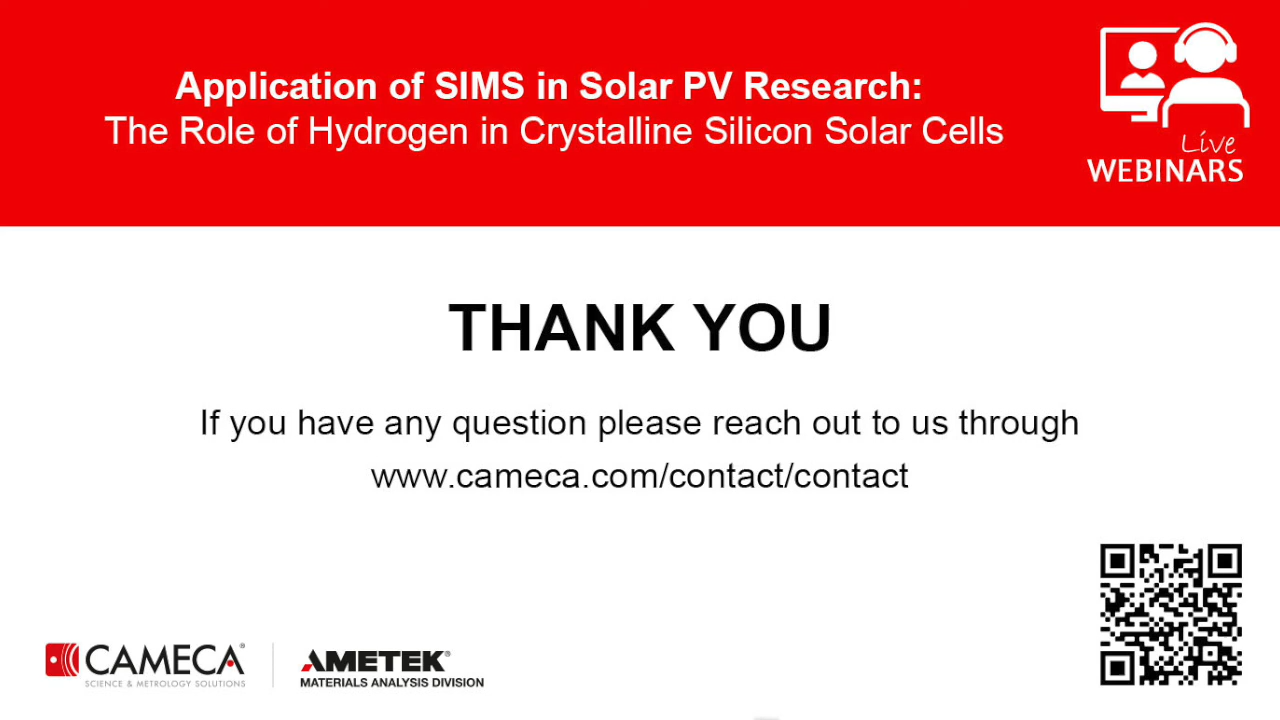 Application of SIMS in Solar PV Research:
The Role of Hydrogen in Crystalline Silicon Solar Cells
Live
WEBINARS
THANK YOU
If you have any question please reach out to us through
www.cameca.com/contact/contact
CAMECA®
SCIENCE & METROLOGY SOLUTIONS
AMETEK®
MATERIALS ANALYSIS DIVISION